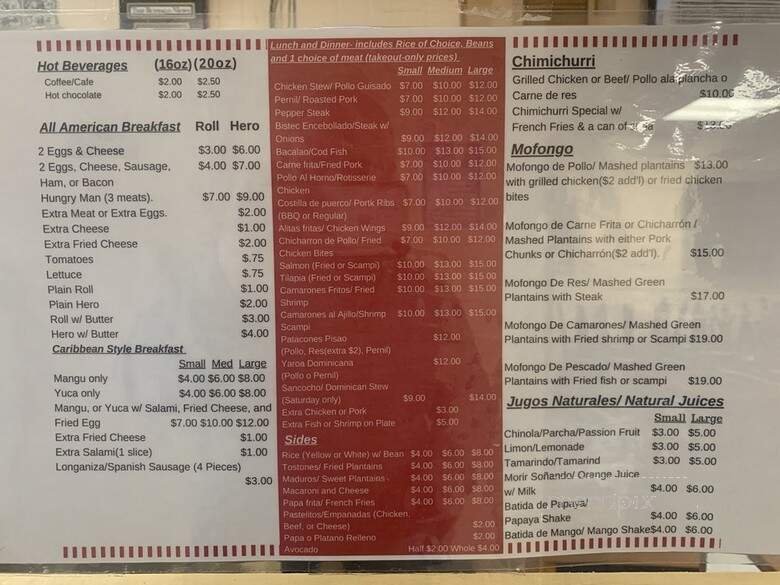 Hot Beverages (16oz) (20oz)
Coffee/Cafe $2.00 $2.50
Hot chocolate $2.00 $2.50
All American Breakfast Roll Hero
2 Eggs & Cheese $3.00 $6.00
2 Eggs, Cheese, Sausage, $4.00 $7.00
Ham, or Bacon
Hungry Man (3 meats). $7.00 $9.00
Extra Meat or Extra Eggs. $2.00
Extra Cheese $1.00
Extra Fried Cheese $2.00
Tomatoes $.75
Lettuce $.75
Plain Roll $1.00
Plain Hero $2.00
Roll w/ Butter $3.00
Hero w/ Butter $4.00
Caribbean Style Breakfast
Small Med Large
Mangu only $4.00 $6.00 $8.00
Yuca only $4.00 $6.00 $8.00
Mangu, or Yuca w/ Salami, Fried Cheese, and
Fried Egg $7.00 $10.00 $12.00
Extra Fried Cheese $1.00
Extra Salami(1 slice) $1.00
Longaniza/Spanish Sausage (4 Pieces)
$3.00
Lunch and Dinner- includes Rice of Choice, Beans
and 1 choice of meat (takeout-only prices)
Small Medium Large
Chicken Stew/ Pollo Guisado $7.00 $10.00 $12.00
Pernil/ Roasted Pork $7.00 $10.00 $12.00
Pepper Steak $9.00 $12.00 $14.00
Bistec Encebollado/Steak w/
Onions $9.00 $12.00 $14.00
Bacalao/Cod Fish $10.00 $13.00 $15.00
Carne frita/Fried Pork $7.00 $10.00 $12.00
Pollo Al Horno/Rotisserie $7.00 $10.00 $12.00
Chicken
Costilla de puerco/ Portk Ribs $7.00 $10.00 $12.00
(BBQ or Regular)
Alitas fritas/ Chicken Wings $9.00 $12.00 $14.00
Chicharron de Pollo/ Fried $7.00 $10.00 $12.00
Chicken Bites
Salmon (Fried or Scampi) $10.00 $13.00 $15.00
Tilapia (Fried or Scampi) $10.00 $13.00 $15.00
Camarones Fritos/ Fried $10.00 $13.00 $15.00
Shrimp
Camarones al Ajillo/Shrimp $10.00 $13.00 $15.00
Scampi
Patacones Pisao $12.00
(Pollo, Res(extra $2), Pernil)
Yaroa Dominicana $12.00
(Pollo o Pernil)
Sancocho/ Dominican Stew
(Saturday only) $9.00 $14.00
Extra Chicken or Pork $3.00
Extra Fish or Shrimp on Plate $5.00
Sides
Rice (Yellow or White) w/ Bean $4.00 $6.00 $8.00
Tostones/ Fried Plantains $4.00 $6.00 $8.00
Maduros/ Sweet Plantains $4.00 $6.00 $8.00
Macaroni and Cheese $4.00 $6.00 $8.00
Papa frita/ French Fries $4.00 $6.00 $8.00
Pastelitos/Empanadas (Chicken,
Beef, or Cheese) $2.00
Papa o Platano Relleno $2.00
Avocado Half $2.00 Whole $4.00
Chimichurri
Grilled Chicken or Beef/ Pollo ala plancha o
Carne de res $10.00
Chimichurri Special w/
French Fries & a can of
Mofongo
Mofongo de Pollo/ Mashed plantains $13.00
with grilled chicken($2 add'l) or fried chicken
bites
Mofongo de Carne Frita or Chicharrón /
Mashed Plantains with either Pork
Chunks or Chicharrón($2 add'l). $15.00
Mofongo De Res/ Mashed Green
Plantains with Steak $17.00
Mofongo De Camarones/ Mashed Green
Plantains with Fried shrimp or Scampi $19.00
Mofongo De Pescado/ Mashed Green
Plantains with Fried fish or scampi $19.00
Jugos Naturales/ Natural Juices
Small Large
Chinola/Parcha/Passion Fruit $3.00 $5.00
Limon/Lemonade $3.00 $5.00
Tamarindo/Tamarind $3.00 $5.00
Morir Soñando/ Orange Juice
w/ Milk $4.00 $6.00
Batida de Papaya/
Papaya Shake $4.00 $6.00
Batida de Mango/ Mango Shake $4.00 $6.00